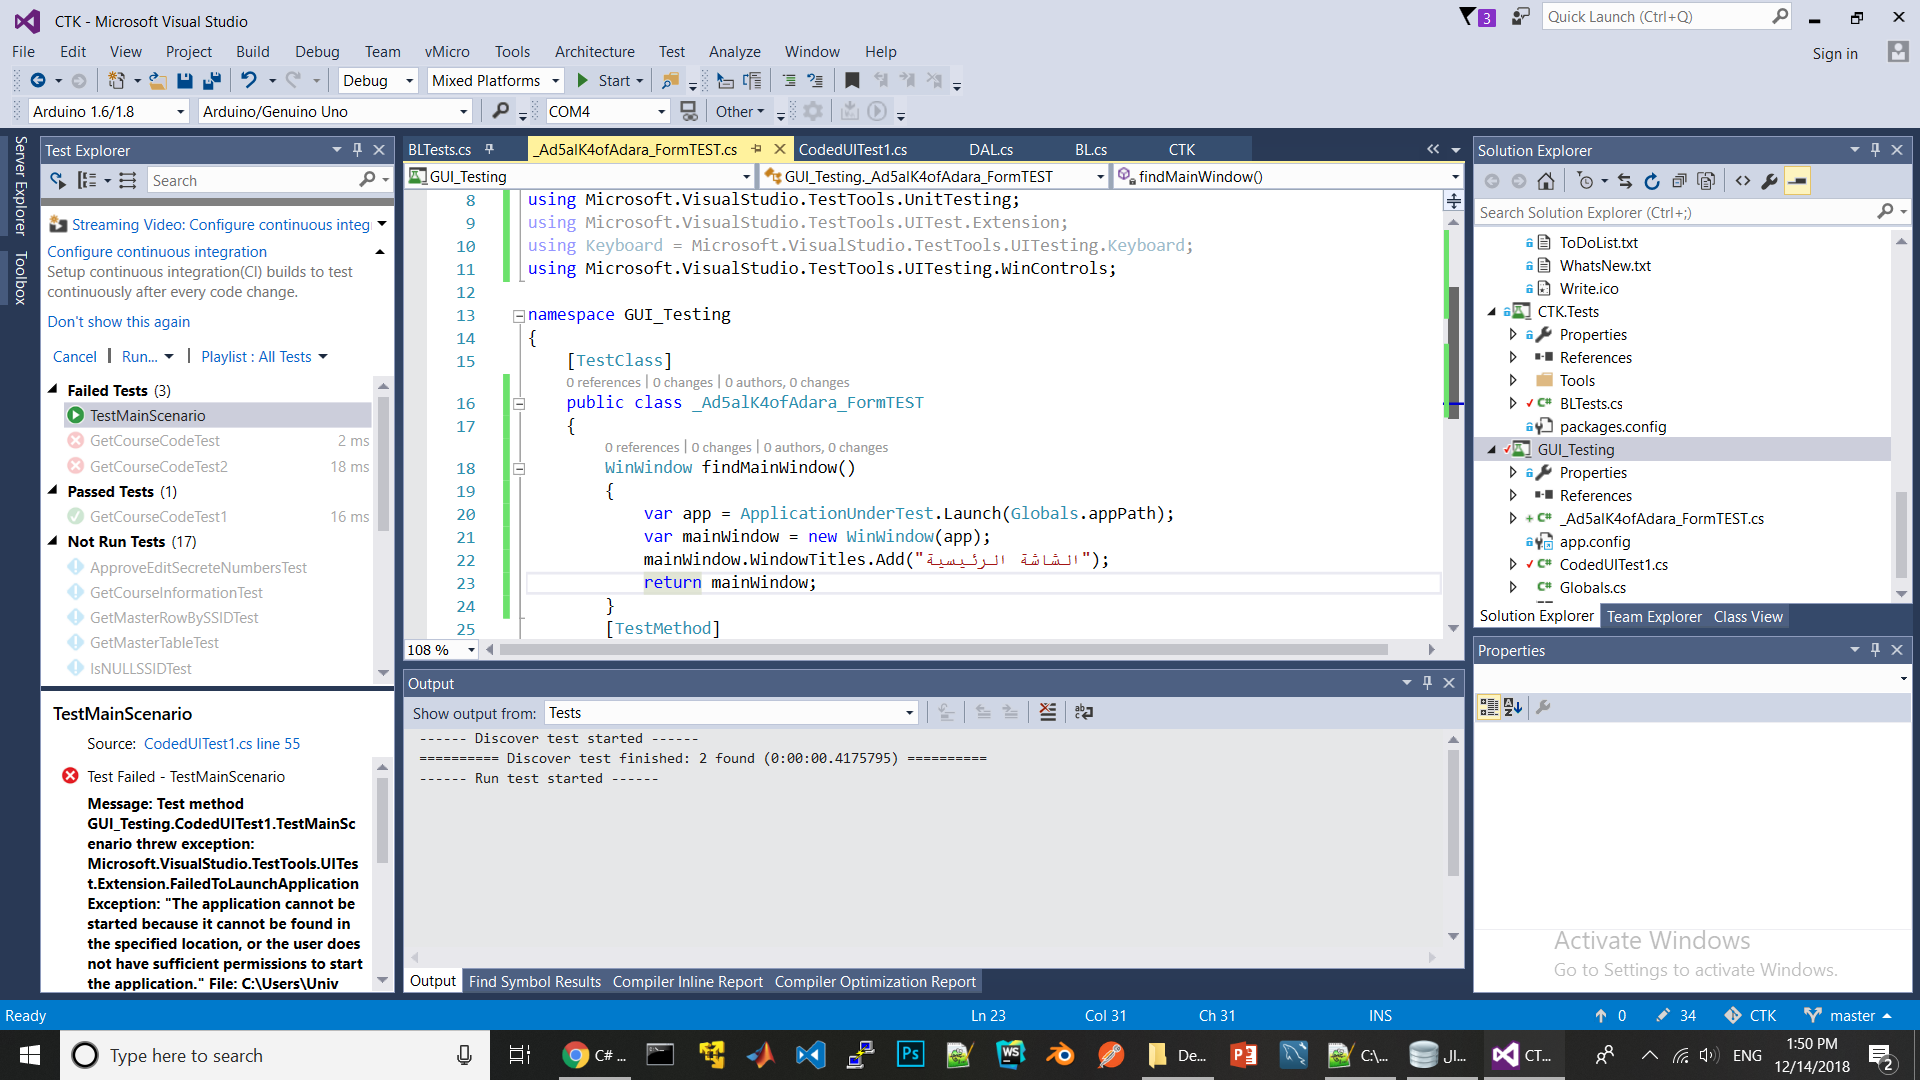 CTK - Microsoft Visual Studio
3
Quick Launch (Ctrl+Q)
File Edit View Project Build Debug Team vMicro Tools Architecture Test Analyze Window Help
Sign in
Debug Mixed Platforms Start
Arduino 1.6/1.8 Arduino/Genuino Uno COM4 Other
Server Explorer
Toolbox
Test Explorer
Search
Streaming Video: Configure continuous integ
Configure continuous integration
Setup continuous integration(CI) builds to test
continuously after every code change.
Don't show this again
Cancel | Run... | Playlist : All Tests
Failed Tests (3)
TestMainScenario
GetCourseCodeTest 2 ms
GetCourseCodeTest2 18 ms
Passed Tests (1)
GetCourseCodeTest1 16 ms
Not Run Tests (17)
ApproveEditSecreteNumbersTest
GetCourseInformationTest
GetMasterRowBySSIDTest
GetMasterTableTest
IsNULLSSIDTest
TestMainScenario
Source: CodedUITest1.cs line 55
Test Failed - TestMainScenario
Message: Test method
GUI_Testing.CodedUITest1.TestMainSc
enario threw exception:
Microsoft.VisualStudio.TestTools.UITes
t.Extension.FailedToLaunchApplication
Exception: "The application cannot be
started because it cannot be found in
the specified location, or the user does
not have sufficient permissions to start
the application." File: C:\Users\Univ
BLTests.cs _Ad5alK4ofAdara_FormTEST.cs CodedUITest1.cs DAL.cs BL.cs CTK
GUI_Testing GUI_Testing._Ad5alK4ofAdara_FormTEST findMainWindow()
8 using Microsoft.VisualStudio.TestTools.UnitTesting;
9 using Microsoft.VisualStudio.TestTools.UITest.Extension;
10 using Keyboard = Microsoft.VisualStudio.TestTools.UITesting.Keyboard;
11 using Microsoft.VisualStudio.TestTools.UITesting.WinControls;
12
13 namespace GUI_Testing
14 {
15 [TestClass]
0 references | 0 changes | 0 authors, 0 changes
16 public class _Ad5alK4ofAdara_FormTEST
17 {
0 references | 0 changes | 0 authors, 0 changes
18 WinWindow findMainWindow()
19 {
20 var app = ApplicationUnderTest.Launch(Globals.appPath);
21 var mainWindow = new WinWindow(app);
22 mainWindow.WindowTitles.Add("الشاشة الرئيسية");
23 return mainWindow;
24 }
25 [TestMethod]
108 %
Output
Show output from: Tests
------ Discover test started ------
========== Discover test finished: 2 found (0:00:00.4175795) ==========
------ Run test started ------
Output Find Symbol Results Compiler Inline Report Compiler Optimization Report
Solution Explorer
Search Solution Explorer (Ctrl+;)
ToDoList.txt
WhatsNew.txt
Write.ico
CTK.Tests
Properties
References
Tools
BLTests.cs
packages.config
GUI_Testing
Properties
References
_Ad5alK4ofAdara_FormTEST.cs
app.config
CodedUITest1.cs
Globals.cs
Solution Explorer Team Explorer Class View
Properties
Activate Windows
Go to Settings to activate Windows.
Ready Ln 23 Col 31 Ch 31 INS 0 34 CTK master
Type here to search
C# ... Ps WS De... C:\... Jl... CT... ENG
1:50 PM
12/14/2018
2